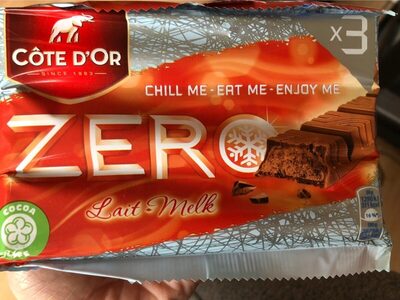 CÔTE D'OR
SINCE 1883
x3
CHILL ME - EAT ME - ENJOY ME
ZERO
Lait - Melk
COCOA